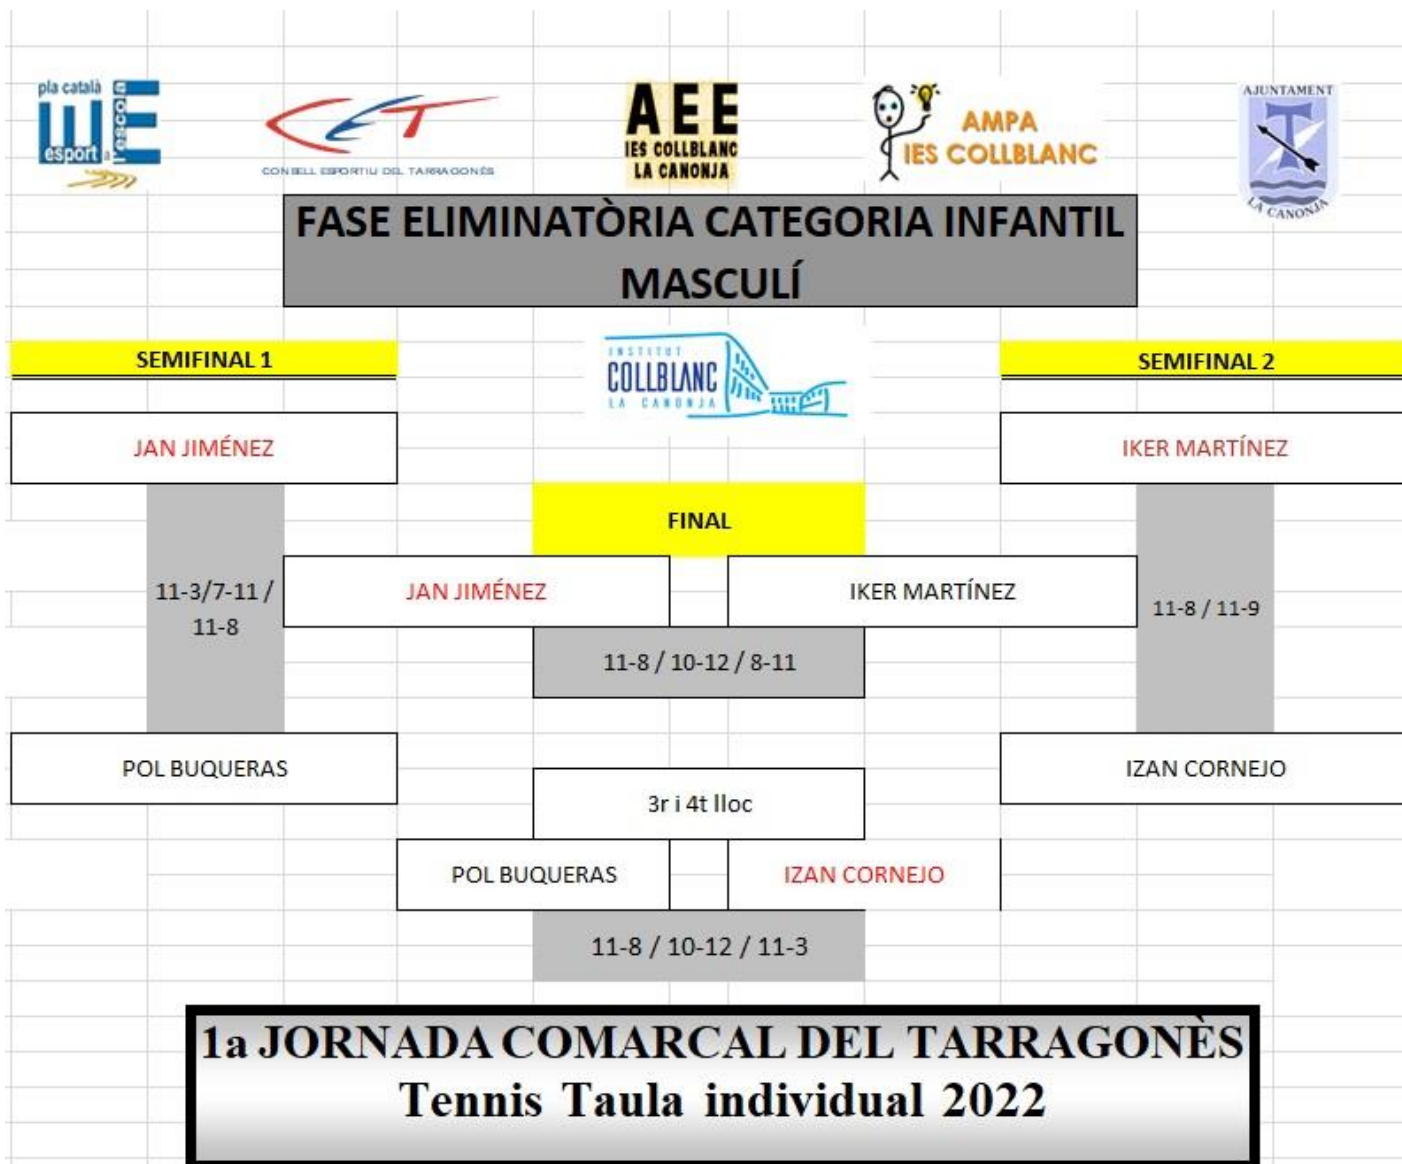 pla català
esport a l'escola
CONSELL ESPORTIU DEL TARRAGONÈS
AEE
IES COLLBLANC
LA CANONJA
AMPA
IES COLLBLANC
AJUNTAMENT
LA CANONJA
FASE ELIMINATÒRIA CATEGORIA INFANTIL
MASCULÍ
SEMIFINAL 1
INSTITUT
COLLBLANC
LA CANONJA
SEMIFINAL 2
JAN JIMÉNEZ
IKER MARTÍNEZ
FINAL
JAN JIMÉNEZ
IKER MARTÍNEZ
11-3/7-11 /
11-8
11-8 / 11-9
11-8 / 10-12 / 8-11
POL BUQUERAS
IZAN CORNEJO
3r i 4t lloc
POL BUQUERAS
IZAN CORNEJO
11-8 / 10-12 / 11-3
1a JORNADA COMARCAL DEL TARRAGONÈS
Tennis Taula individual 2022